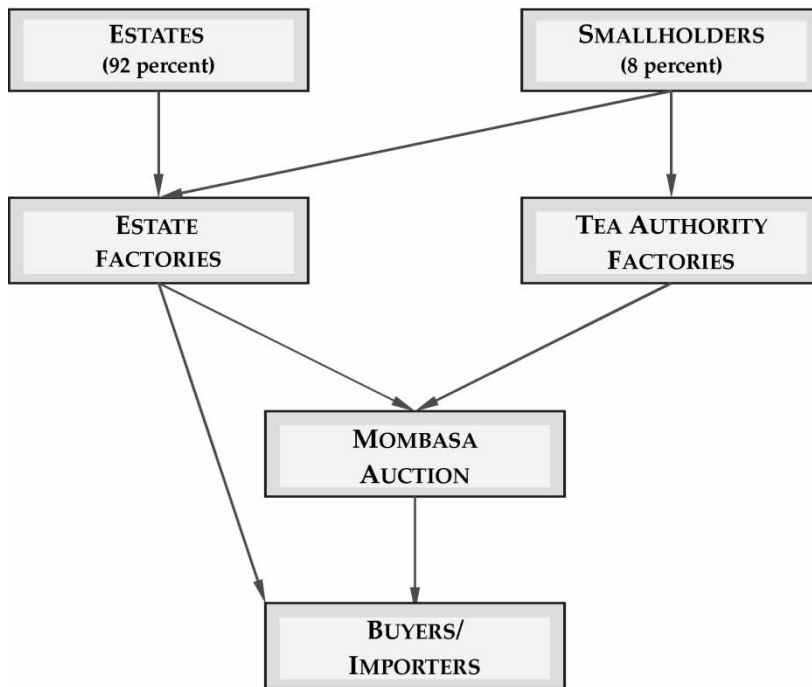 ESTATES
(92 percent)
SMALLHOLDERS
(8 percent)
ESTATE
FACTORIES
TEA AUTHORITY
FACTORIES
MOMBASA
AUCTION
BUYERS/
IMPORTERS